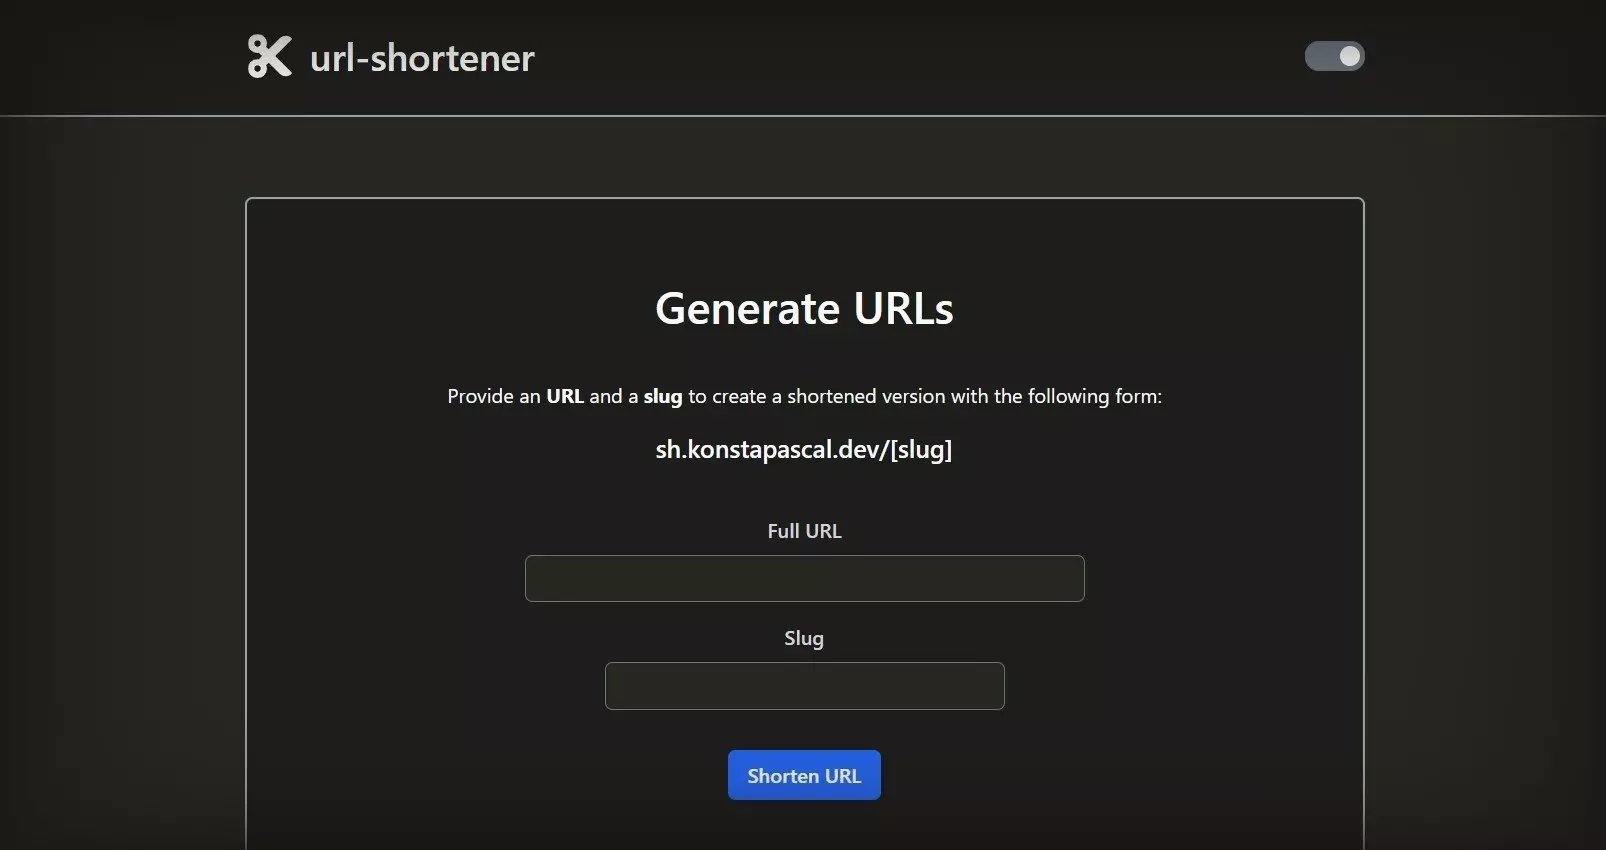 url-shortener
Generate URLs
Provide an URL and a slug to create a shortened version with the following form:
sh.konstapascal.dev/[slug]
Full URL
Slug
Shorten URL